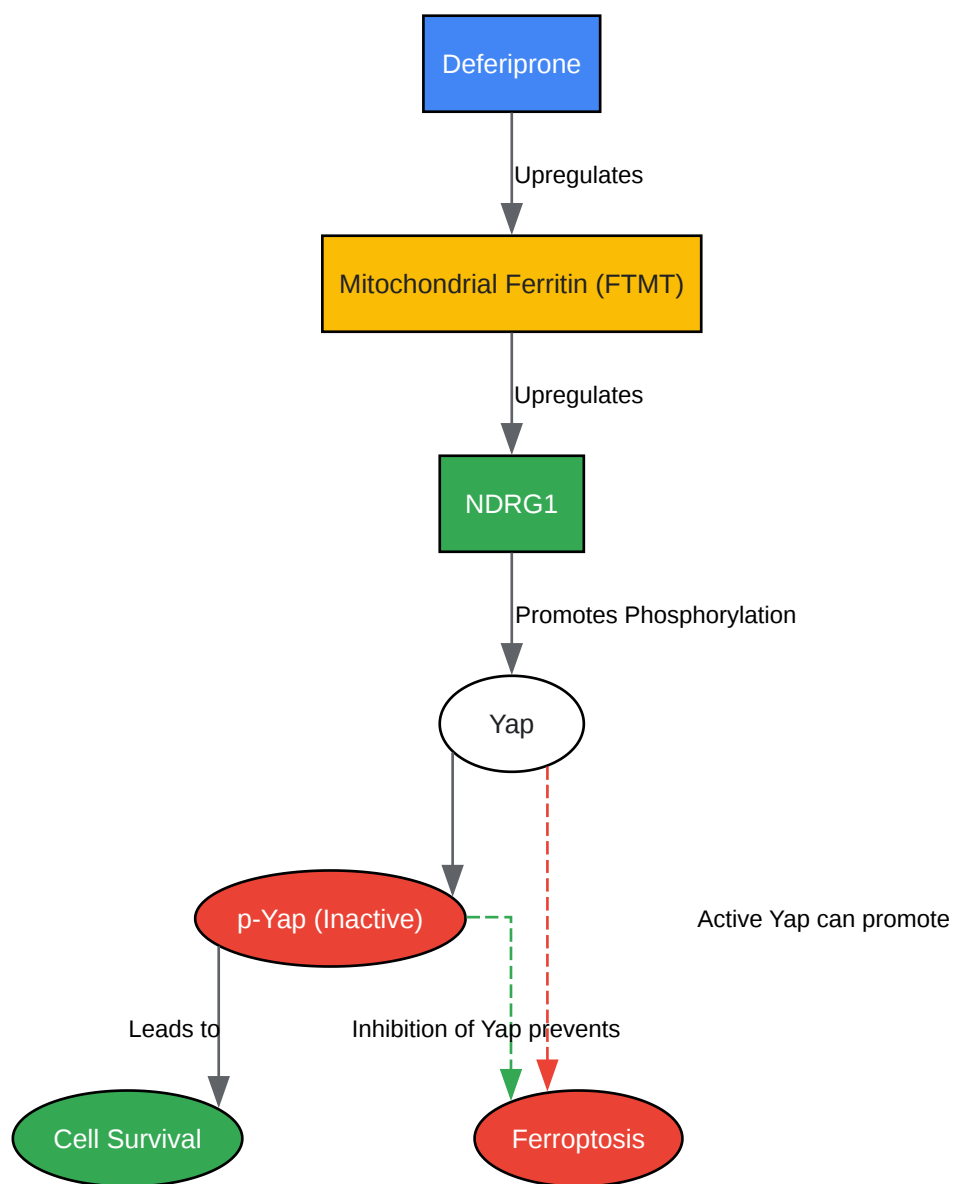 Deferiprone
Upregulates
Mitochondrial Ferritin (FTMT)
Upregulates
NDRG1
Promotes Phosphorylation
Yap
p-Yap (Inactive)
Active Yap can promote
Leads to
Inhibition of Yap prevents
Cell Survival
Ferroptosis